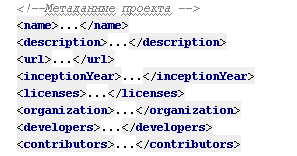 <!--Метаданные проекта -->
<name>...</name>
<description>...</description>
<url>...</url>
<inceptionYear>...</inceptionYear>
<licenses>...</licenses>
<organization>...</organization>
<developers>...</developers>
<contributors>...</contributors>